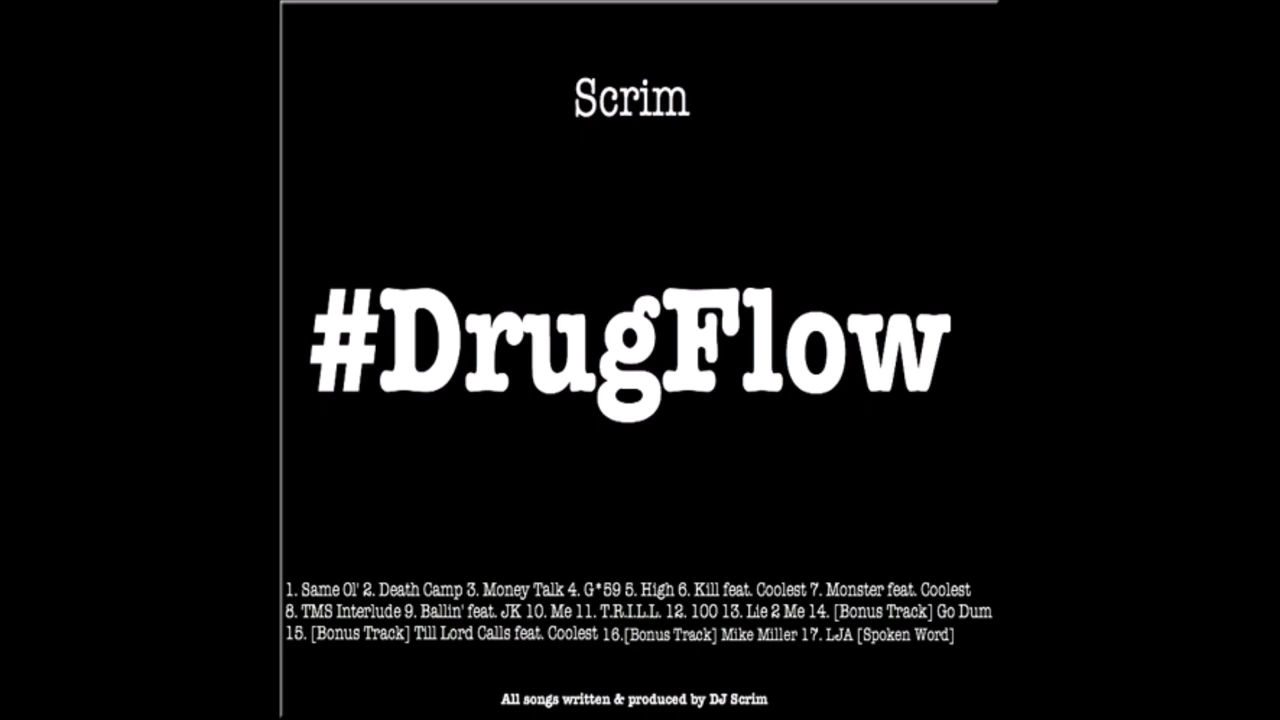 Scrim
#DrugFlow
1. Same Ol' 2. Death Camp 3. Money Talk 4. G*59 5. High 6. Kill feat. Coolest 7. Monster feat. Coolest
8. TMS Interlude 9. Ballin' feat. JK 10. Me 11. T.R.I.L.L. 12. 100 13. Lie 2 Me 14. [Bonus Track] Go Dum
15. [Bonus Track] Till Lord Calls feat. Coolest 16.[Bonus Track] Mike Miller 17. LJA [Spoken Word]
All songs written & produced by DJ Scrim